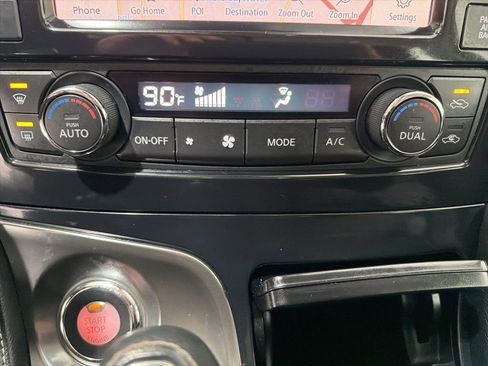 Phone Go Home POI Destination Zoom Out Zoom In Settings
90°F
PUSH AUTO
ON·OFF
MODE
A/C
PUSH DUAL
START STOP ENGINE